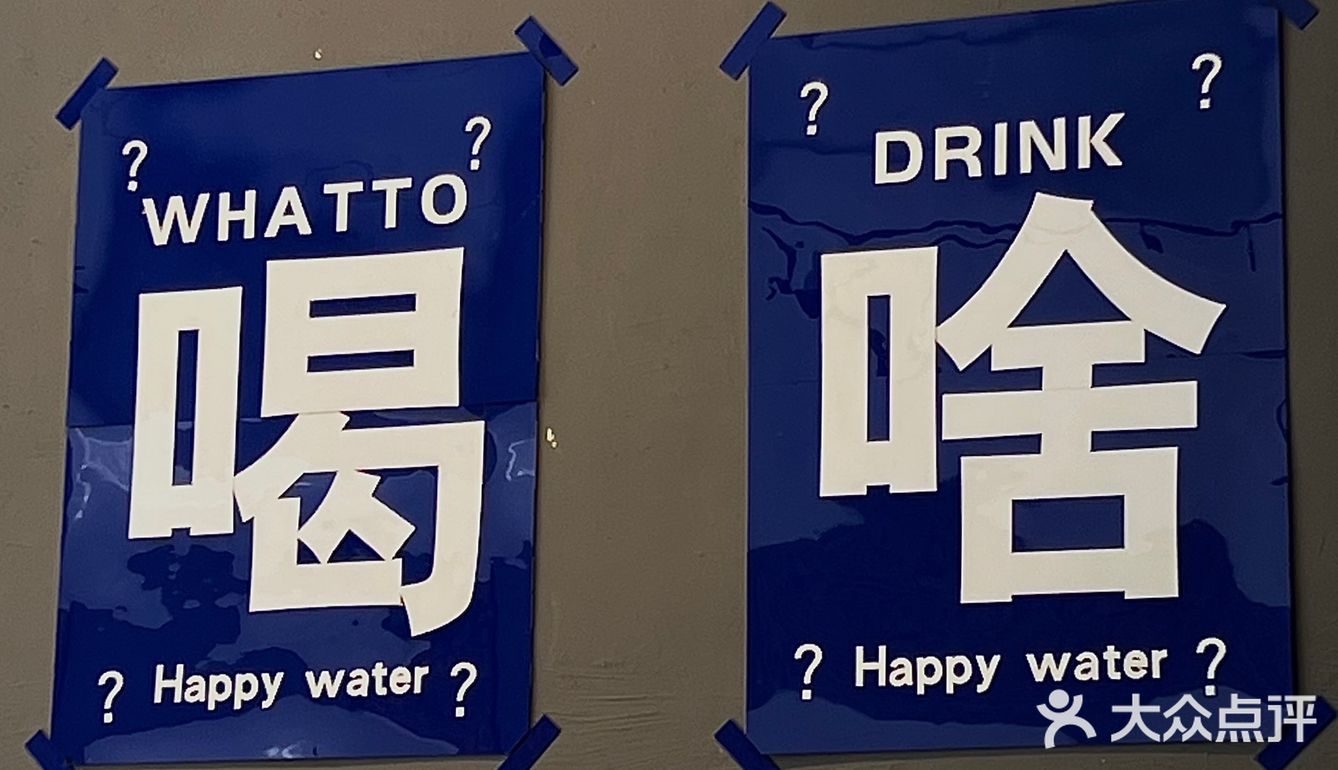 ? ?
WHATTO
喝
? Happy water ?
? ?
DRINK
啥
? Happy water ?
大众点评